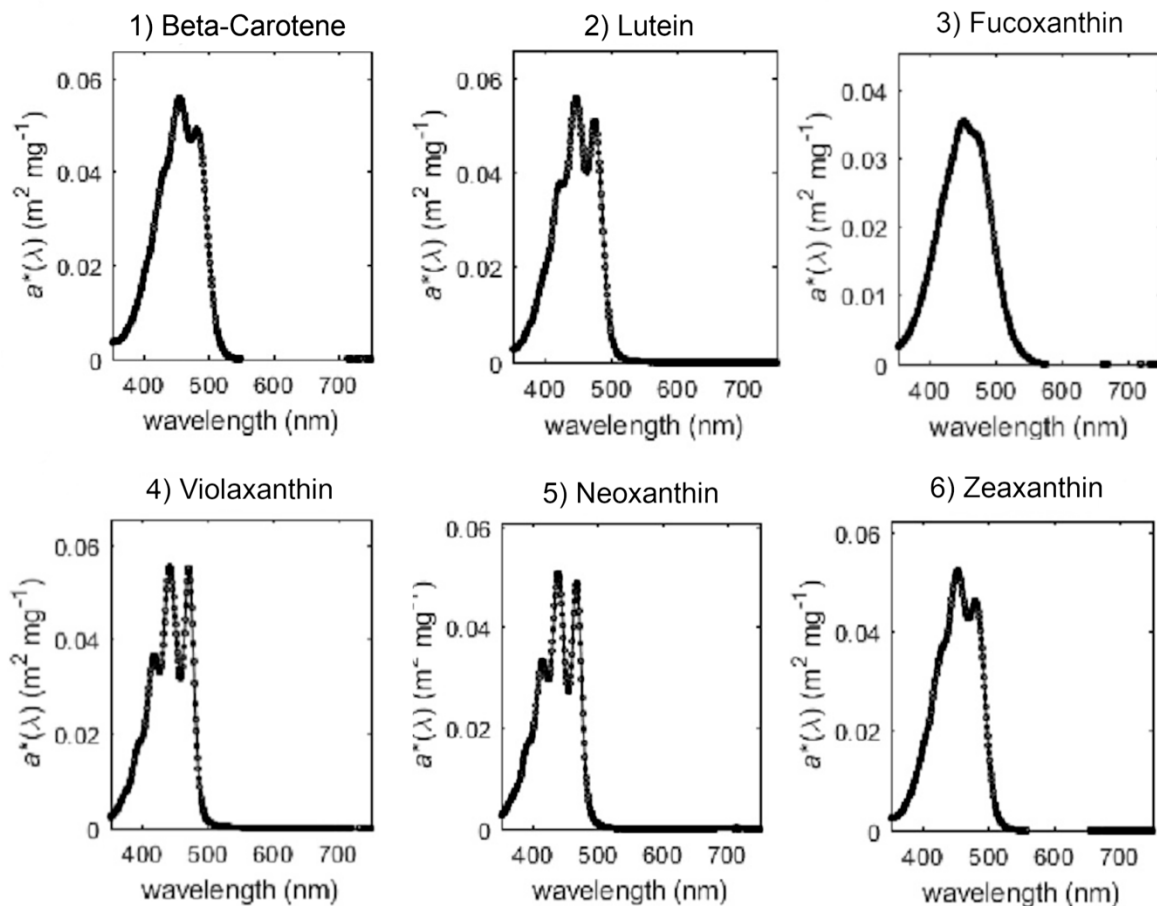 1) Beta-Carotene
0.06
0.04
0.02
0
a*(λ) (m² mg⁻¹)
400 500 600 700
wavelength (nm)
2) Lutein
0.06
0.04
0.02
0
a*(λ) (m² mg⁻¹)
400 500 600 700
wavelength (nm)
3) Fucoxanthin
0.04
0.03
0.02
0.01
0
a*(λ) (m² mg⁻¹)
400 500 600 700
wavelength (nm)
4) Violaxanthin
0.06
0.04
0.02
0
a*(λ) (m² mg⁻¹)
400 500 600 700
wavelength (nm)
5) Neoxanthin
0.06
0.04
0.02
0
a*(λ) (m² mg⁻¹)
400 500 600 700
wavelength (nm)
6) Zeaxanthin
0.06
0.04
0.02
0
a*(λ) (m² mg⁻¹)
400 500 600 700
wavelength (nm)